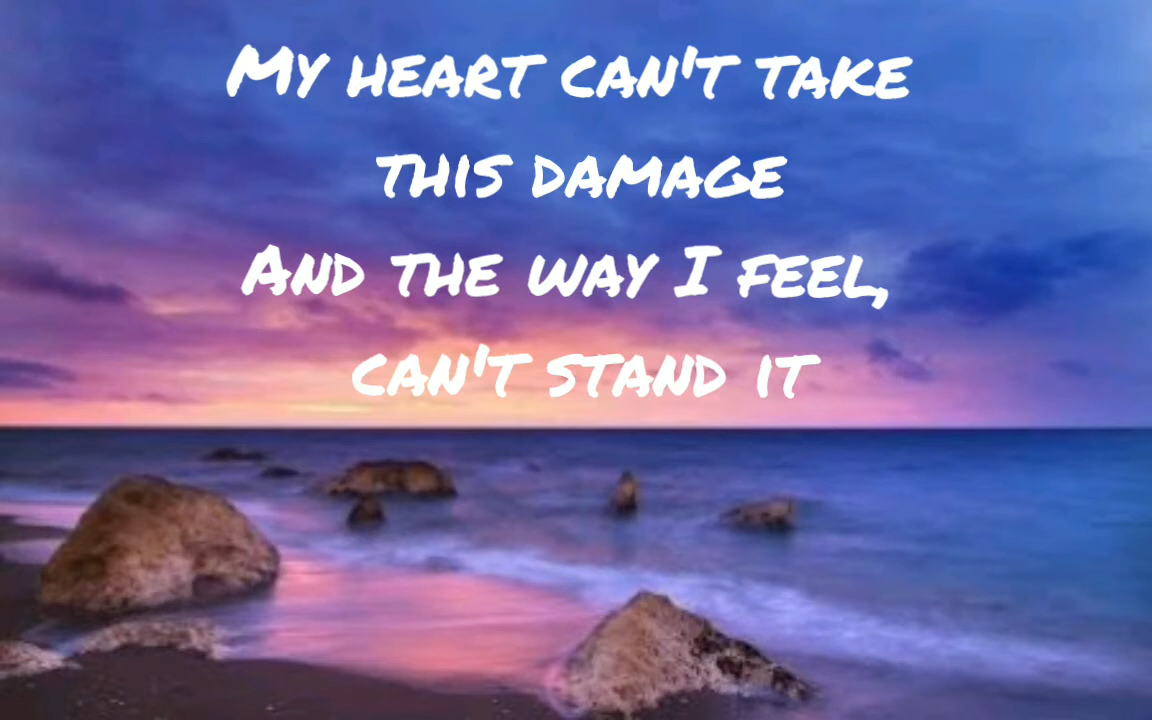 My heart can't take
this damage
And the way I feel,
can't stand it